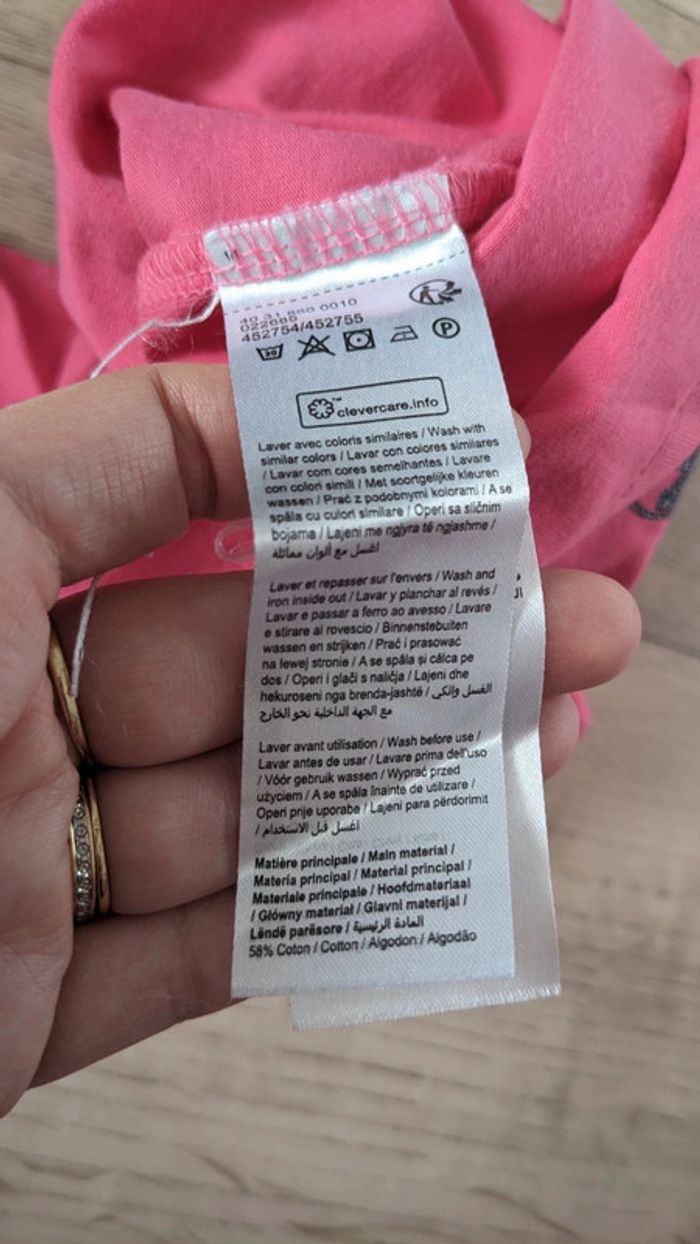 022685
452754/452755
30
P
clevercare.info™
Laver avec coloris similaires / Wash with
similar colors / Lavar con colores similares
/ Lavar com cores semelhantes / Lavare
con colori simili / Met soortgelijke kleuren
wassen / Prać z podobnymi kolorami / A se
spăla cu culori similare / Operi sa sličnim
bojama / Lajeni me ngjyra të ngjashme /
اغسل مع ألوان مماثلة
Laver et repasser sur l'envers / Wash and
iron inside out / Lavar y planchar al revés /
Lavar e passar a ferro ao avesso / Lavare
e stirare al rovescio / Binnenstebuiten
wassen en strijken / Prać i prasować
na lewej stronie / A se spăla și călca pe
dos / Operi i glači s naličja / Lajeni dhe
hekuroseni nga brenda-jashtë / الغسل والكي
مع الجهة الداخلية نحو الخارج
Laver avant utilisation / Wash before use /
Lavar antes de usar / Lavare prima dell'uso
/ Vóór gebruik wassen / Wyprać przed
użyciem / A se spăla înainte de utilizare /
Operi prije uporabe / Lajeni para përdorimit
/ اغسل قبل الاستخدام
Matière principale / Main material /
Materia principal / Material principal /
Materiale principale / Hoofdmateriaal
/ Główny materiał / Glavni materijal /
Lëndë parësore / المادة الرئيسية
58% Coton / Cotton / Algodon / Algodão